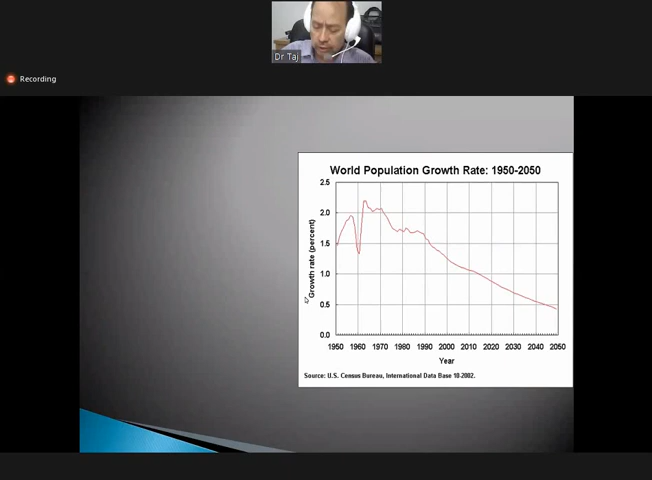 Dr Taj
Recording
World Population Growth Rate: 1950-2050
2.5
2.0
1.5
1.0
0.5
0.0
Growth rate (percent)
1950 1960 1970 1980 1990 2000 2010 2020 2030 2040 2050
Year
Source: U.S. Census Bureau, International Data Base 10-2002.